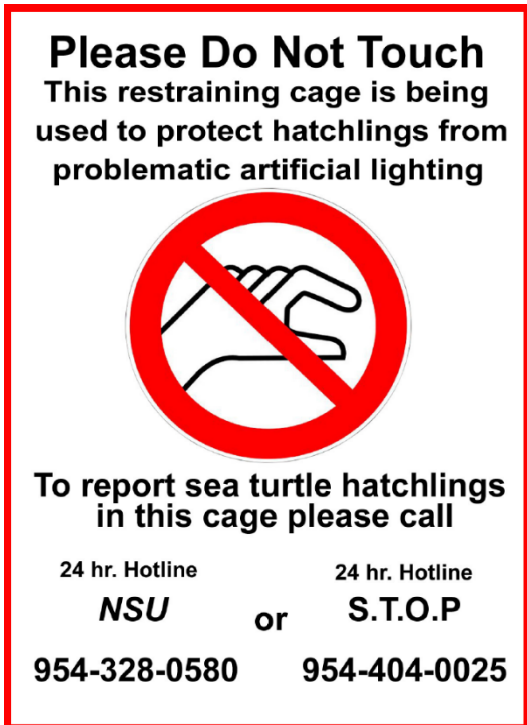 Please Do Not Touch
This restraining cage is being
used to protect hatchlings from
problematic artificial lighting
To report sea turtle hatchlings
in this cage please call
24 hr. Hotline
NSU
954-328-0580
or
24 hr. Hotline
S.T.O.P
954-404-0025